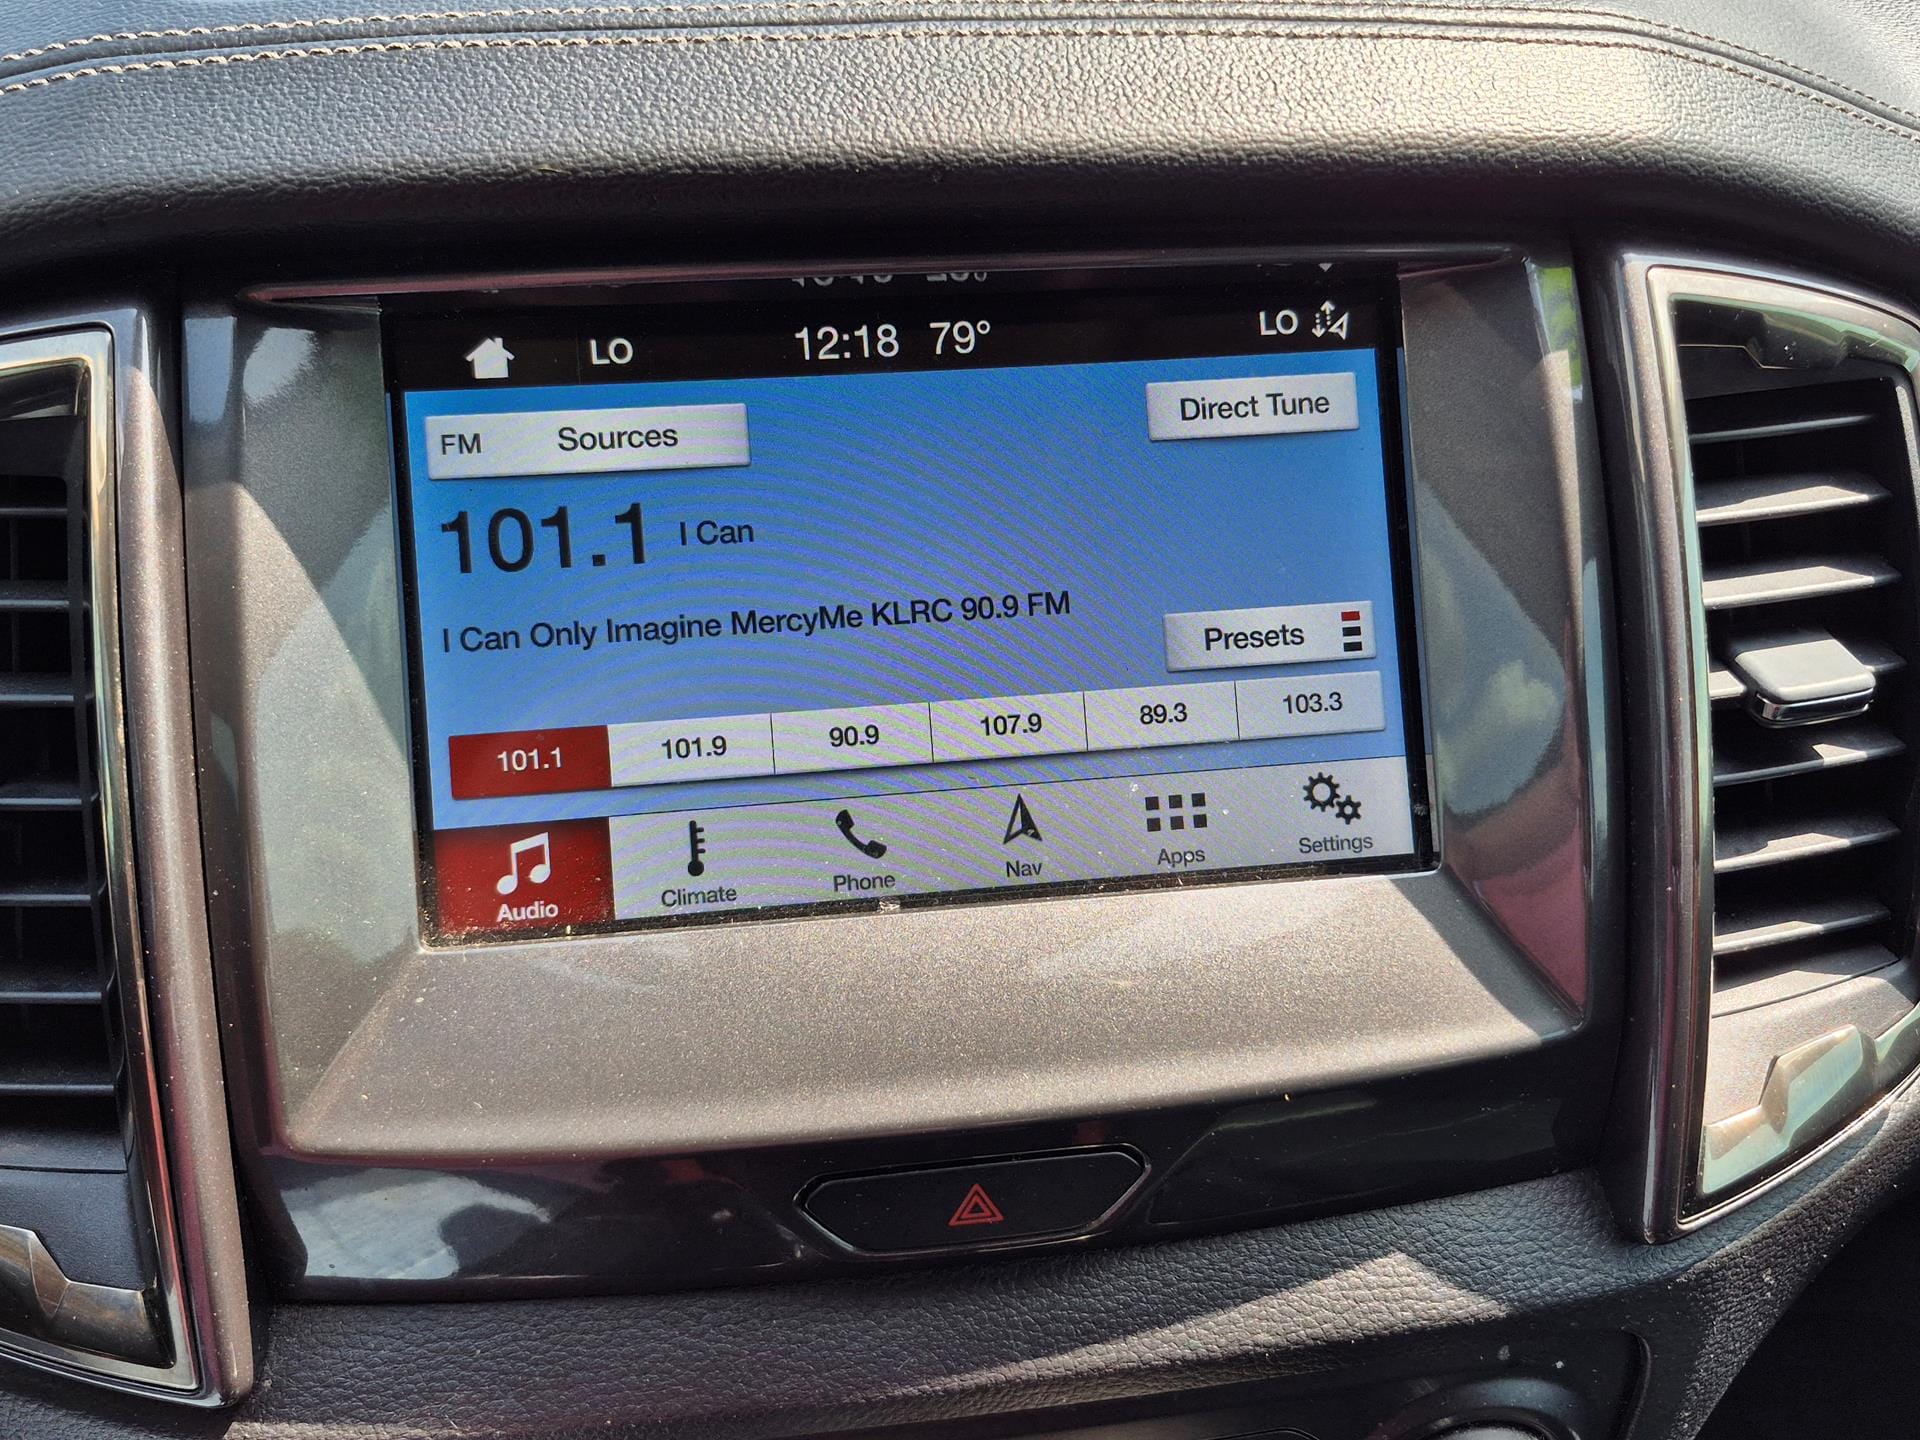 LO 12:18 79° LO
FM Sources
Direct Tune
101.1 I Can
I Can Only Imagine MercyMe KLRC 90.9 FM
Presets
101.1 101.9 90.9 107.9 89.3 103.3
Audio Climate Phone Nav Apps Settings